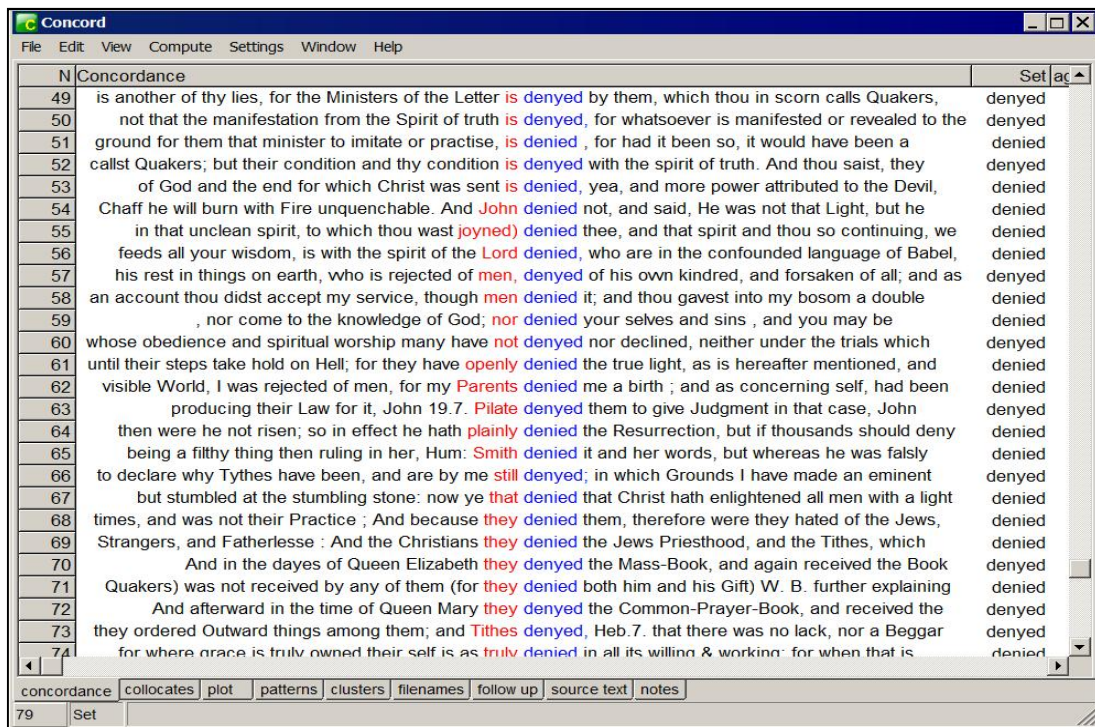 Concord
File Edit View Compute Settings Window Help
N Concordance Set ag
49 is another of thy lies, for the Ministers of the Letter is denyed by them, which thou in scorn calls Quakers, denyed
50 not that the manifestation from the Spirit of truth is denyed, for whatsoever is manifested or revealed to the denyed
51 ground for them that minister to imitate or practise, is denied , for had it been so, it would have been a denied
52 callst Quakers; but their condition and thy condition is denyed with the spirit of truth. And thou saist, they denyed
53 of God and the end for which Christ was sent is denied, yea, and more power attributed to the Devil, denied
54 Chaff he will burn with Fire unquenchable. And John denied not, and said, He was not that Light, but he denied
55 in that unclean spirit, to which thou wast joyned) denied thee, and that spirit and thou so continuing, we denied
56 feeds all your wisdom, is with the spirit of the Lord denied, who are in the confounded language of Babel, denied
57 his rest in things on earth, vvho is rejected of men, denyed of his ovvn kindred, and forsaken of all; and as denyed
58 an account thou didst accept my service, though men denied it; and thou gavest into my bosom a double denied
59 , nor come to the knowledge of God; nor denied your selves and sins , and you may be denied
60 whose obedience and spiritual worship many have not denyed nor declined, neither under the trials which denyed
61 until their steps take hold on Hell; for they have openly denied the true light, as is hereafter mentioned, and denied
62 visible World, I was rejected of men, for my Parents denied me a birth ; and as concerning self, had been denied
63 producing their Law for it, John 19.7. Pilate denyed them to give Judgment in that case, John denyed
64 then were he not risen; so in effect he hath plainly denied the Resurrection, but if thousands should deny denied
65 being a filthy thing then ruling in her, Hum: Smith denied it and her words, but whereas he was falsly denied
66 to declare why Tythes have been, and are by me still denyed; in which Grounds I have made an eminent denyed
67 but stumbled at the stumbling stone: now ye that denied that Christ hath enlightened all men with a light denied
68 times, and was not their Practice ; And because they denied them, therefore were they hated of the Jews, denied
69 Strangers, and Fatherlesse : And the Christians they denied the Jews Priesthood, and the Tithes, which denied
70 And in the dayes of Queen Elizabeth they denyed the Mass-Book, and again received the Book denyed
71 Quakers) was not received by any of them (for they denied both him and his Gift) W. B. further explaining denied
72 And afterward in the time of Queen Mary they denyed the Common-Prayer-Book, and received the denyed
73 they ordered Outward things among them; and Tithes denyed, Heb.7. that there was no lack, nor a Beggar denyed
74 for where grace is truly owned their self is as truly denied in all its willing & working: for when that is denied
concordance collocates plot patterns clusters filenames follow up source text notes
79 Set